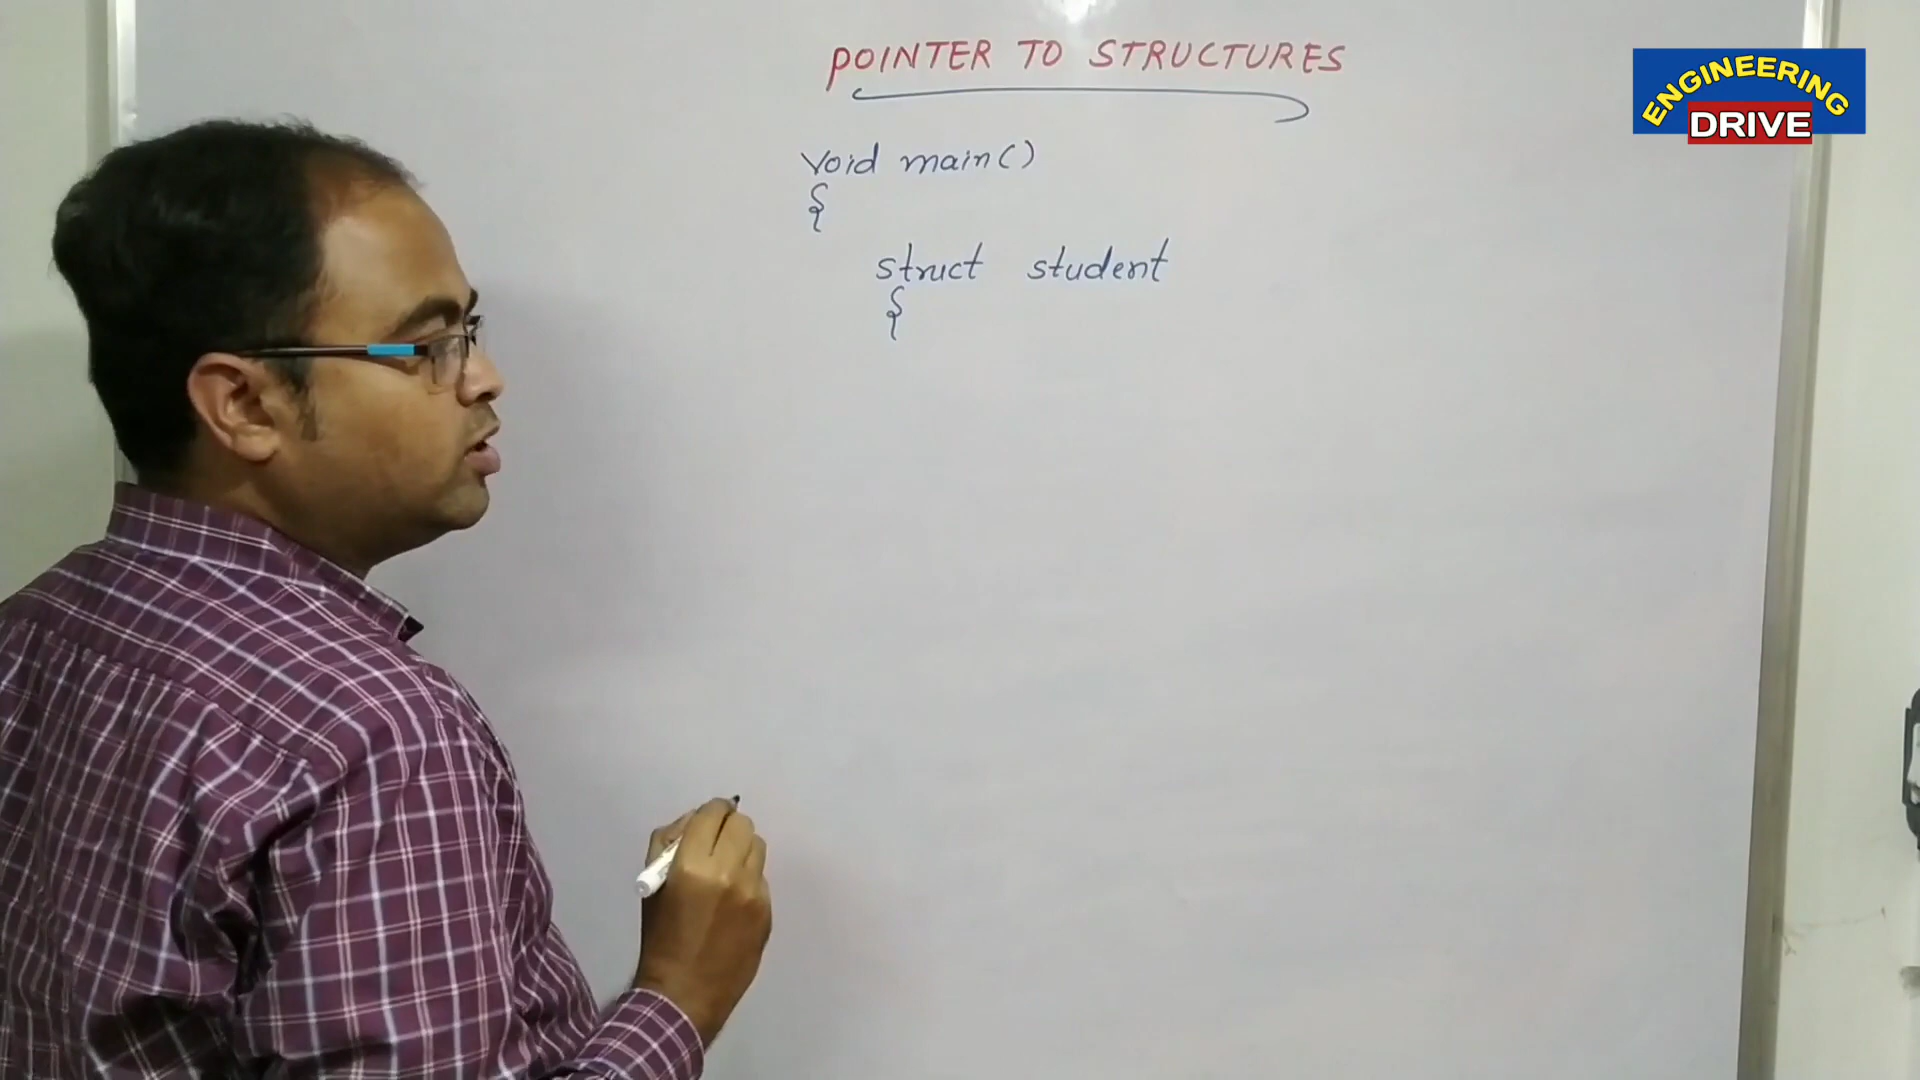 POINTER TO STRUCTURES
ENGINEERING
DRIVE
void main()
{
struct student
{